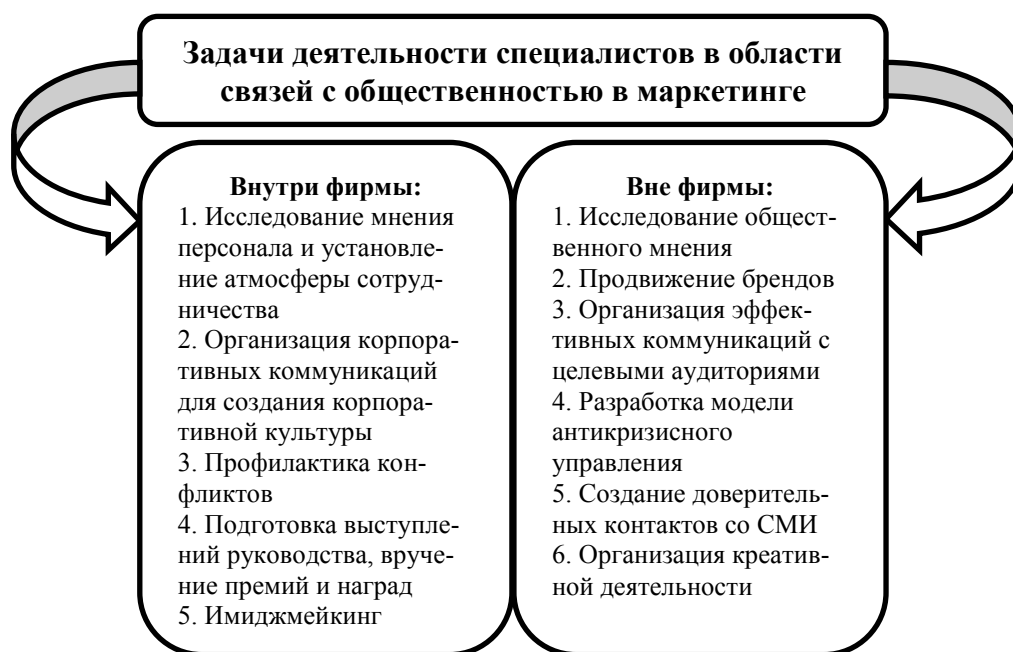 Задачи деятельности специалистов в области
связей с общественностью в маркетинге
Внутри фирмы:
1. Исследование мнения
персонала и установле-
ние атмосферы сотруд-
ничества
2. Организация корпора-
тивных коммуникаций
для создания корпора-
тивной культуры
3. Профилактика кон-
фликтов
4. Подготовка выступле-
ний руководства, вруче-
ние премий и наград
5. Имиджмейкинг
Вне фирмы:
1. Исследование общест-
венного мнения
2. Продвижение брендов
3. Организация эффек-
тивных коммуникаций с
целевыми аудиториями
4. Разработка модели
антикризисного
управления
5. Создание доверитель-
ных контактов со СМИ
6. Организация креатив-
ной деятельности